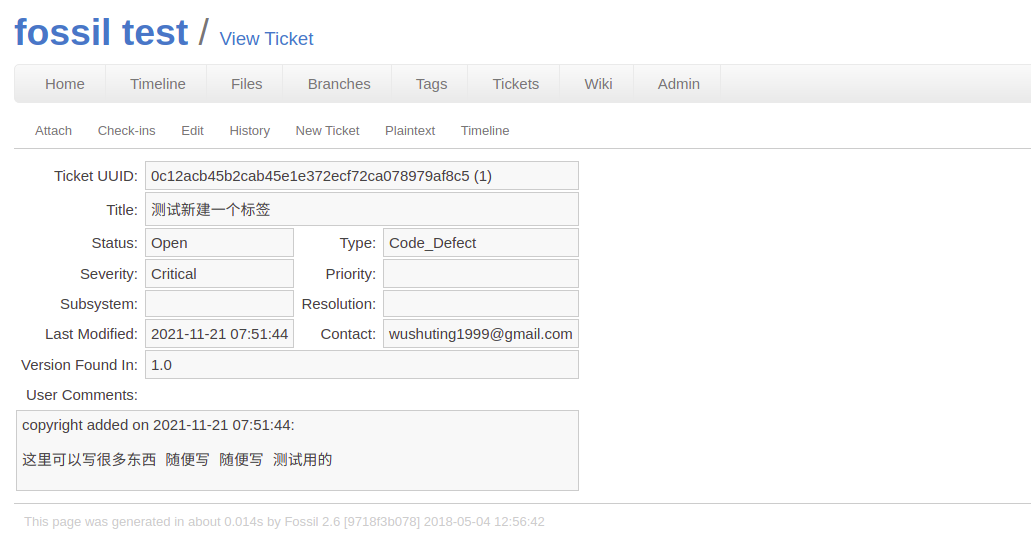 fossil test / View Ticket
Home Timeline Files Branches Tags Tickets Wiki Admin
Attach Check-ins Edit History New Ticket Plaintext Timeline
Ticket UUID: 0c12acb45b2cab45e1e372ecf72ca078979af8c5 (1)
Title: 测试新建一个标签
Status: Open Type: Code_Defect
Severity: Critical Priority:
Subsystem: Resolution:
Last Modified: 2021-11-21 07:51:44 Contact: wushuting1999@gmail.com
Version Found In: 1.0
User Comments:
copyright added on 2021-11-21 07:51:44:
这里可以写很多东西 随便写 随便写 测试用的
This page was generated in about 0.014s by Fossil 2.6 [9718f3b078] 2018-05-04 12:56:42